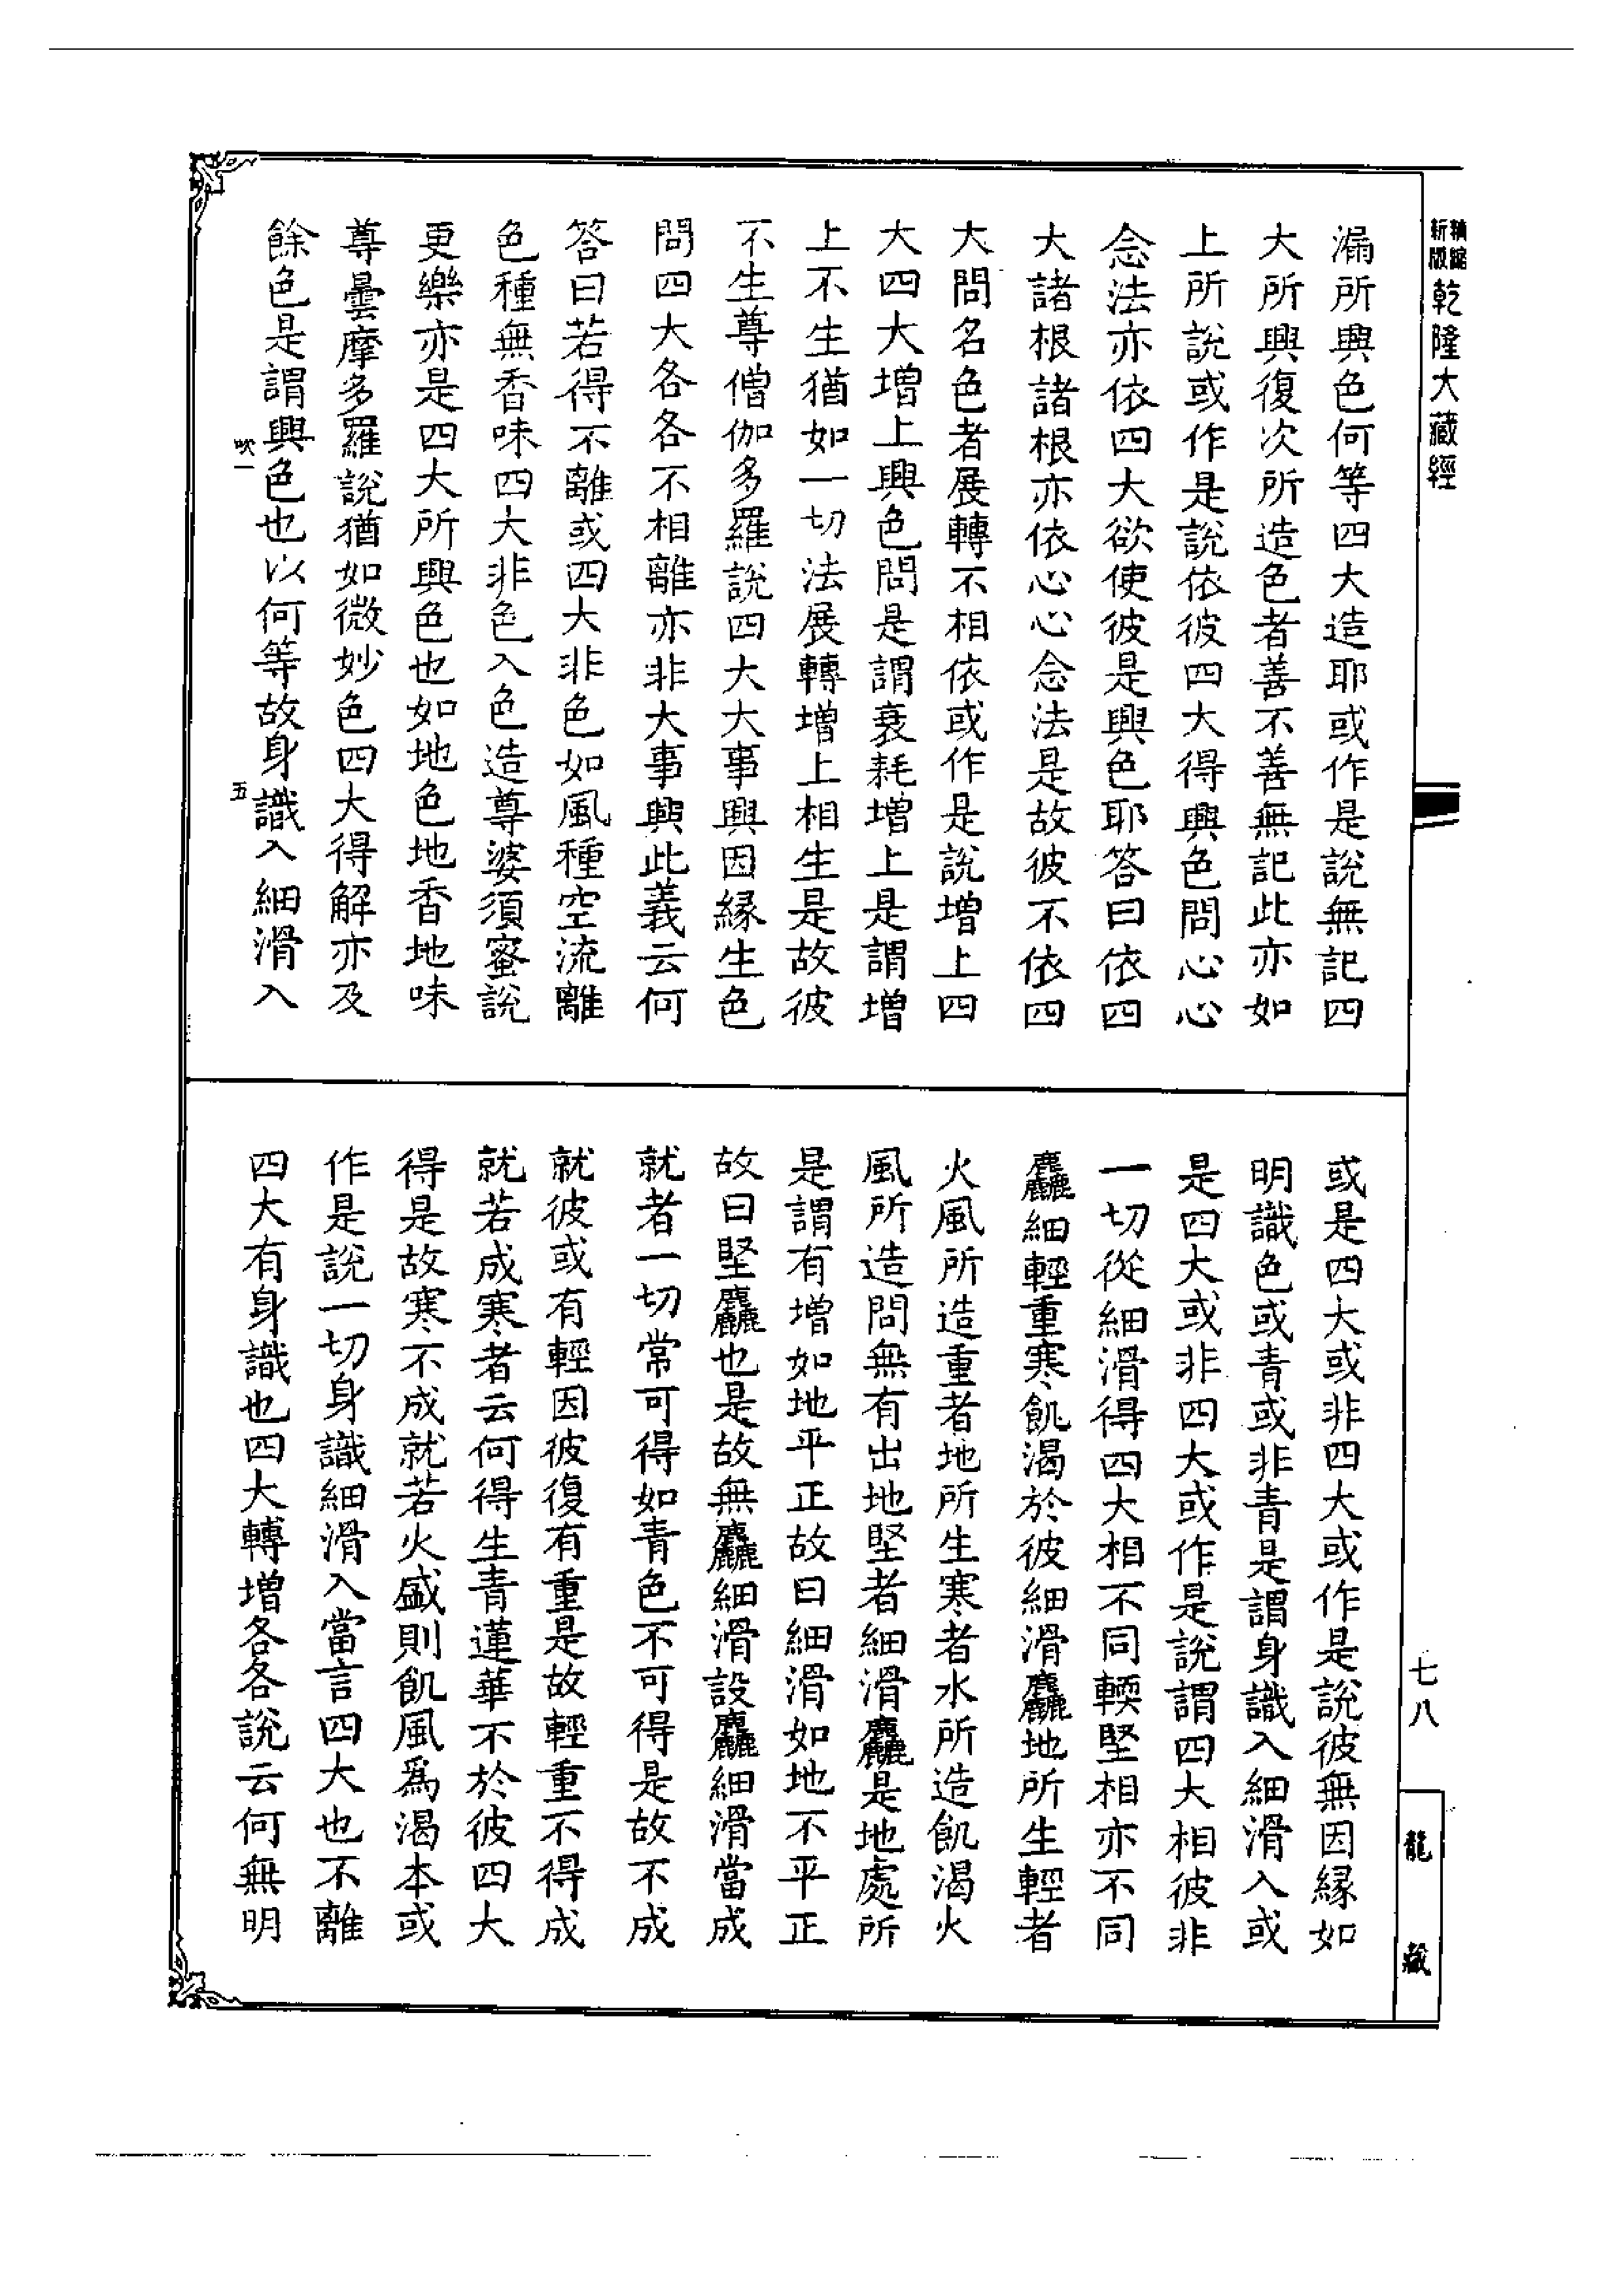 精縮新版乾隆大藏經
漏所興色何等四大造耶或作是說無記四
大所興復次所造色者善不善無記此亦如
上所說或作是說依彼四大得興色問心心
念法亦依四大欲使彼是興色耶答曰依四
大諸根諸根亦依心心念法是故彼不依四
大問名色者展轉不相依或作是說增上四
大四大增上興色問是謂衰耗增上是謂增
上不生猶如一切法展轉增上相生是故彼
不生尊僧伽多羅說四大大事興因緣生色
問四大各各不相離亦非大事興此義云何
答曰若得不離或四大非色如風種空流離
色種無香味四大非色入色造尊婆須蜜說
更樂亦是四大所興色也如地色地香地味
尊曇摩多羅說猶如微妙色四大得解亦及
餘色是謂興色也以何等故身識入細滑入
吹一
五
或是四大或非四大或作是說彼無因緣如
明識色或青或非青是謂身識入細滑入或
是四大或非四大或作是說謂四大相彼非
一切從細滑得四大相不同輭堅相亦不同
麤細輕重寒飢渴於彼細滑麤地所生輕者
火風所造重者地所生寒者水所造飢渴火
風所造問無有出地堅者細滑麤是地處所
是謂有增如地平正故曰細滑如地不平正
故曰堅麤也是故無麤細滑設麤細滑當成
就者一切常可得如青色不可得是故不成
就彼或有輕因彼復有重是故輕重不得成
就若成寒者云何得生青蓮華不於彼四大
得是故寒不成就若火盛則飢風為渴本或
作是說一切身識細滑入當言四大也不離
四大有身識也四大轉增各各說云何無明
七八
龍藏